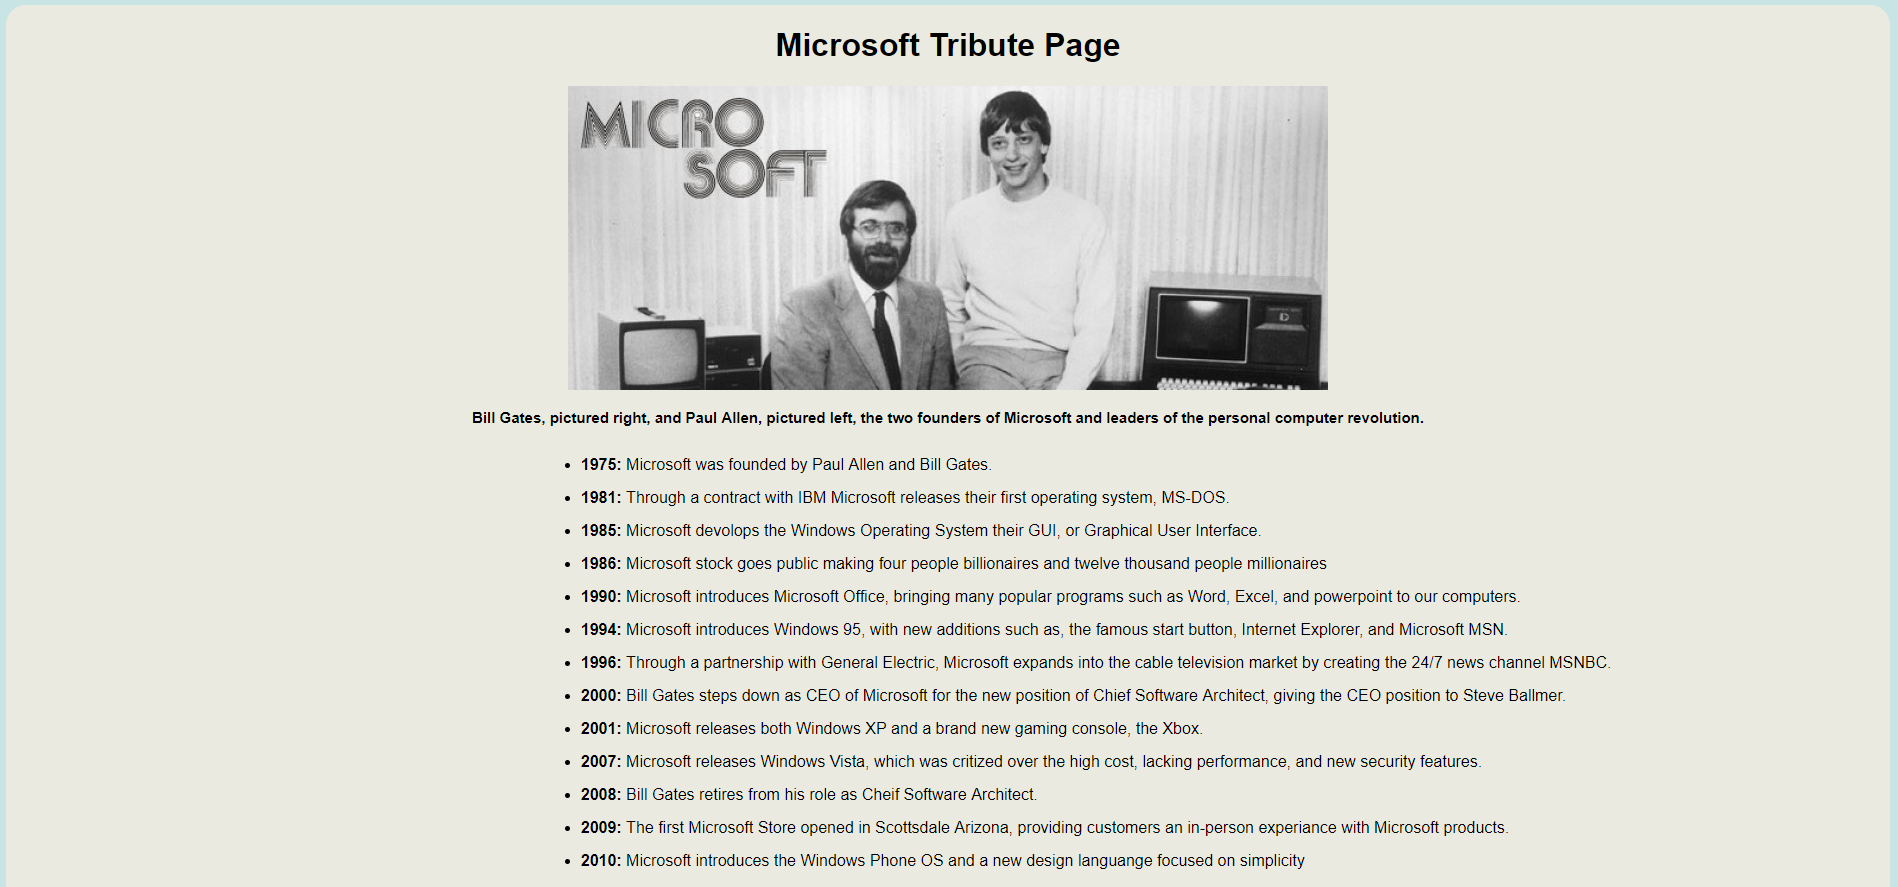 Microsoft Tribute Page
MICRO
SOFT
Bill Gates, pictured right, and Paul Allen, pictured left, the two founders of Microsoft and leaders of the personal computer revolution.
1975: Microsoft was founded by Paul Allen and Bill Gates.
1981: Through a contract with IBM Microsoft releases their first operating system, MS-DOS.
1985: Microsoft devolops the Windows Operating System their GUI, or Graphical User Interface.
1986: Microsoft stock goes public making four people billionaires and twelve thousand people millionaires
1990: Microsoft introduces Microsoft Office, bringing many popular programs such as Word, Excel, and powerpoint to our computers.
1994: Microsoft introduces Windows 95, with new additions such as, the famous start button, Internet Explorer, and Microsoft MSN.
1996: Through a partnership with General Electric, Microsoft expands into the cable television market by creating the 24/7 news channel MSNBC.
2000: Bill Gates steps down as CEO of Microsoft for the new position of Chief Software Architect, giving the CEO position to Steve Ballmer.
2001: Microsoft releases both Windows XP and a brand new gaming console, the Xbox.
2007: Microsoft releases Windows Vista, which was critized over the high cost, lacking performance, and new security features.
2008: Bill Gates retires from his role as Cheif Software Architect.
2009: The first Microsoft Store opened in Scottsdale Arizona, providing customers an in-person experiance with Microsoft products.
2010: Microsoft introduces the Windows Phone OS and a new design languange focused on simplicity